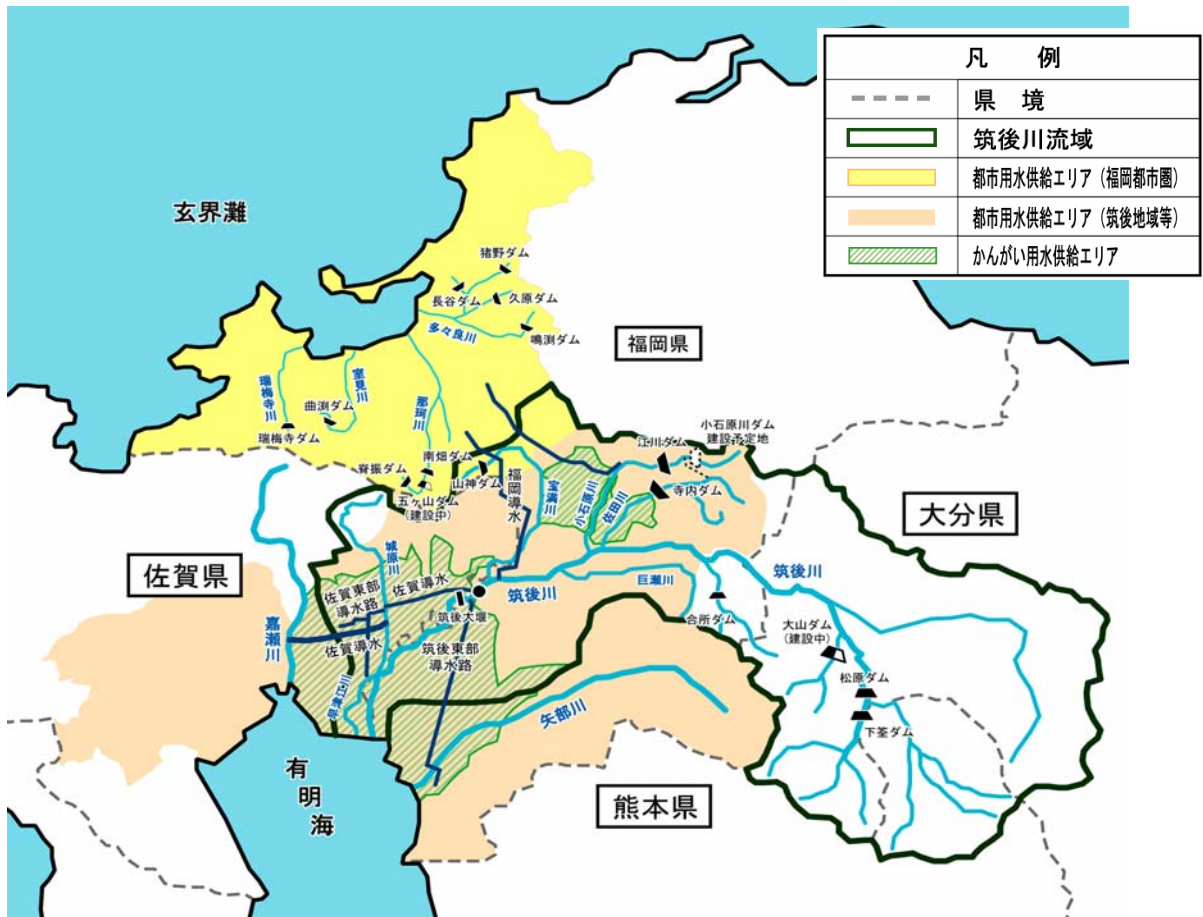 凡 例
県 境
筑後川流域
都市用水供給エリア（福岡都市圏）
都市用水供給エリア（筑後地域等）
かんがい用水供給エリア
玄界灘
猪野ダム
長谷ダム
久原ダム
多々良川
鳴渕ダム
福岡県
瑞梅寺川
室見川
曲渕ダム
那珂川
瑞梅寺ダム
小石原川ダム
建設予定地
江川ダム
南畑ダム
脊振ダム
山神ダム
五ヶ山ダム
（建設中）
福岡導水
宝満川
小石原川
佐田川
寺内ダム
大分県
佐賀県
城原川
佐賀東部
導水路
佐賀導水
筑後川
巨瀬川
筑後川
嘉瀬川
筑後大堰
合所ダム
大山ダム
（建設中）
佐賀導水
筑後東部
導水路
松原ダム
早津江川
矢部川
下筌ダム
有明海
熊本県